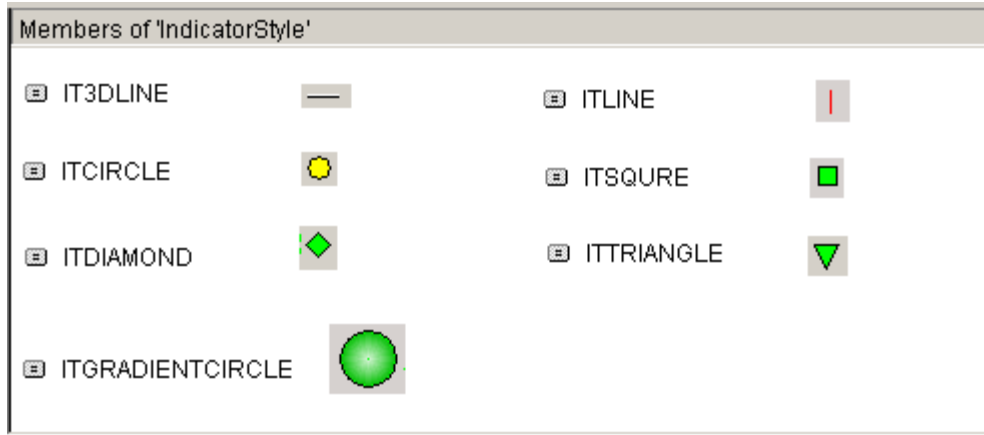 Members of 'IndicatorStyle'
IT3DLINE
ITLINE
ITCIRCLE
ITSQURE
ITDIAMOND
ITTRIANGLE
ITGRADIENTCIRCLE